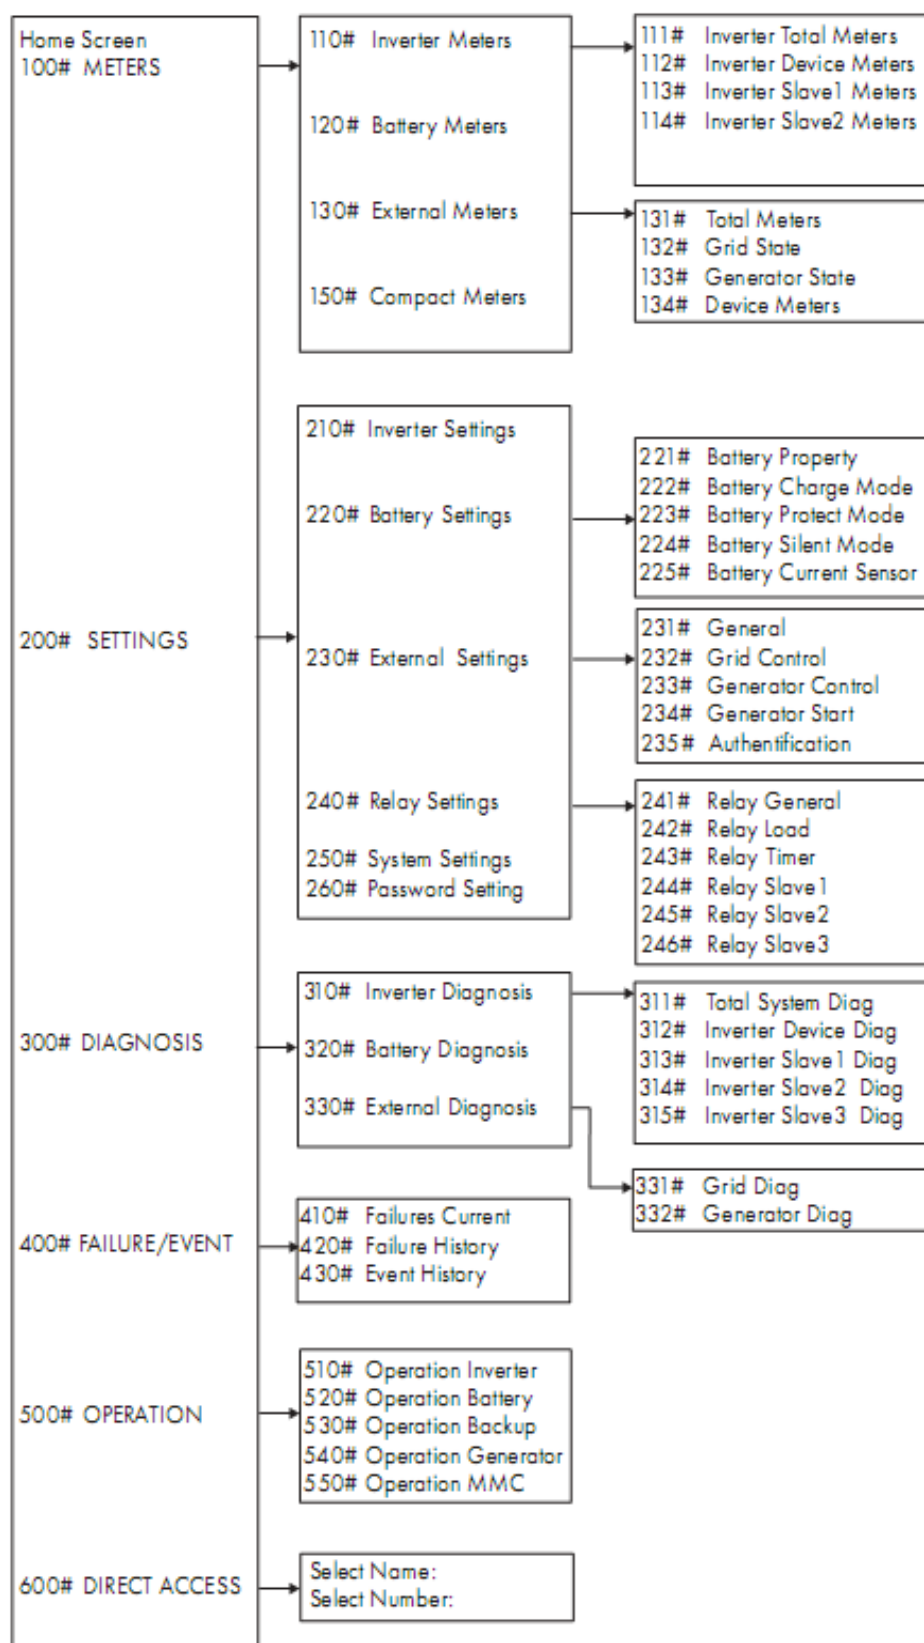 Home Screen
100# METERS
110# Inverter Meters
120# Battery Meters
130# External Meters
150# Compact Meters
111# Inverter Total Meters
112# Inverter Device Meters
113# Inverter Slave1 Meters
114# Inverter Slave2 Meters
131# Total Meters
132# Grid State
133# Generator State
134# Device Meters
200# SETTINGS
210# Inverter Settings
220# Battery Settings
230# External Settings
240# Relay Settings
250# System Settings
260# Password Setting
221# Battery Property
222# Battery Charge Mode
223# Battery Protect Mode
224# Battery Silent Mode
225# Battery Current Sensor
231# General
232# Grid Control
233# Generator Control
234# Generator Start
235# Authentification
241# Relay General
242# Relay Load
243# Relay Timer
244# Relay Slave1
245# Relay Slave2
246# Relay Slave3
300# DIAGNOSIS
310# Inverter Diagnosis
320# Battery Diagnosis
330# External Diagnosis
311# Total System Diag
312# Inverter Device Diag
313# Inverter Slave1 Diag
314# Inverter Slave2 Diag
315# Inverter Slave3 Diag
331# Grid Diag
332# Generator Diag
400# FAILURE/EVENT
410# Failures Current
420# Failure History
430# Event History
500# OPERATION
510# Operation Inverter
520# Operation Battery
530# Operation Backup
540# Operation Generator
550# Operation MMC
600# DIRECT ACCESS
Select Name:
Select Number: